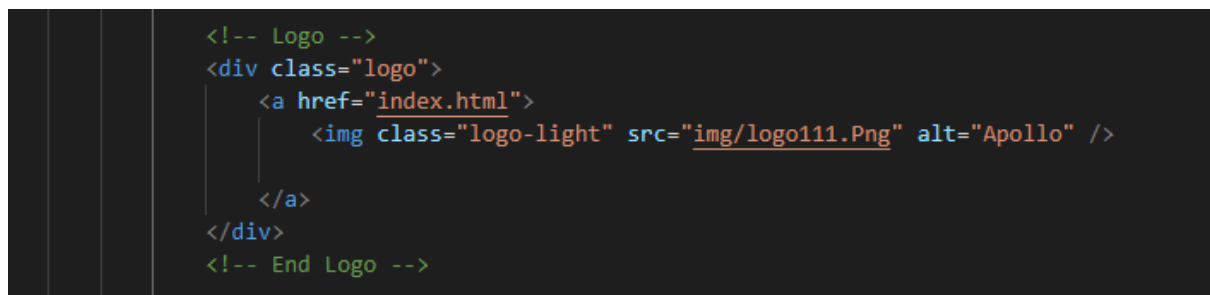 <!-- Logo -->
<div class="logo">
<a href="index.html">
<img class="logo-light" src="img/logo111.Png" alt="Apollo" />
</a>
</div>
<!-- End Logo -->